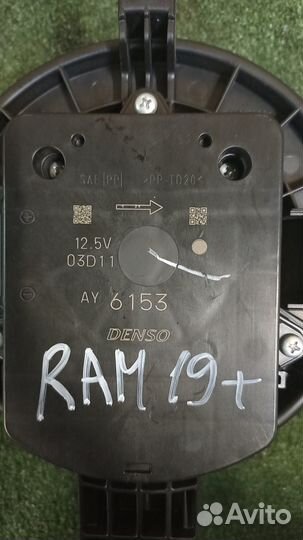 SAE [PP] >PP-TD20<
12.5V
03D11
AY 6153
DENSO
RAM 19+
Avito